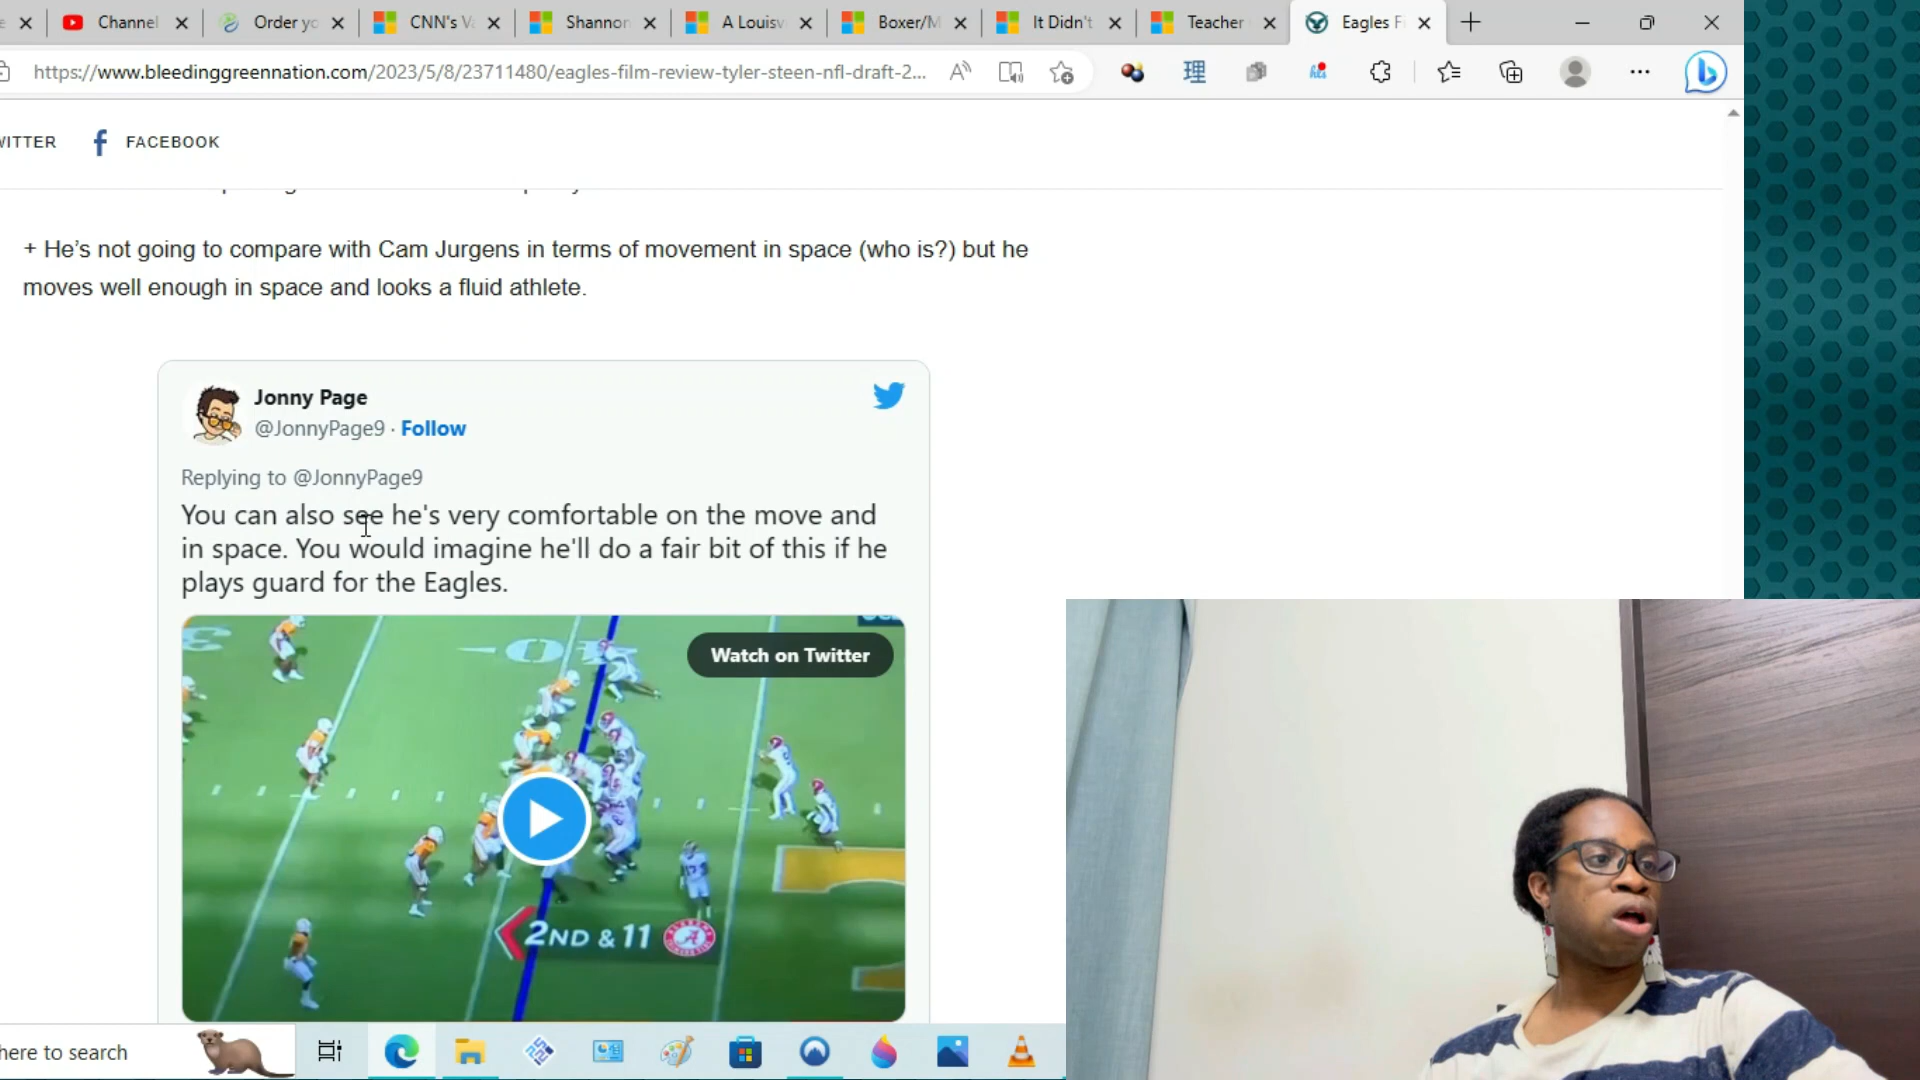 Channel
Order yo
CNN's Va
Shannon
A Louisv
Boxer/M
It Didn't
Teacher
Eagles Fi
https://www.bleedinggreennation.com/2023/5/8/23711480/eagles-film-review-tyler-steen-nfl-draft-2...
WITTER
FACEBOOK
+ He's not going to compare with Cam Jurgens in terms of movement in space (who is?) but he
moves well enough in space and looks a fluid athlete.
Jonny Page
@JonnyPage9 · Follow
Replying to @JonnyPage9
You can also see he's very comfortable on the move and
in space. You would imagine he'll do a fair bit of this if he
plays guard for the Eagles.
Watch on Twitter
2ND & 11
here to search